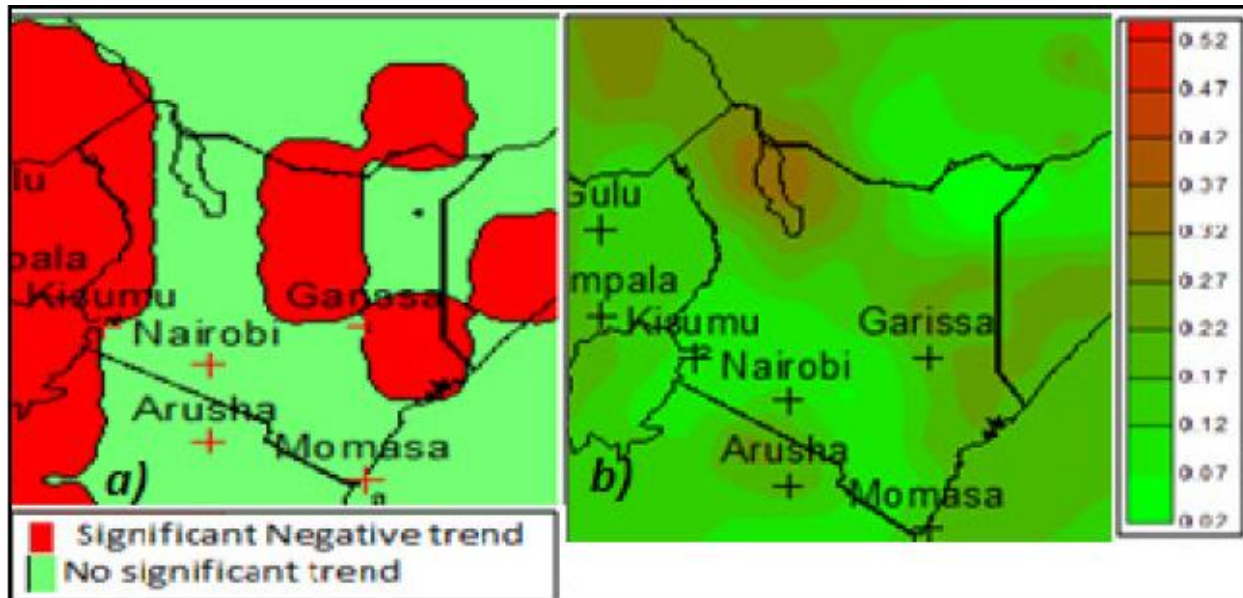 lu
pala
Kisumu
Ganssa
Nairobi
Arusha
Momasa
a)
Significant Negative trend
No significant trend
Gulu
mpala
Kisumu
Garissa
Nairobi
Arusha
Momasa
b)
0.52
0.47
0.42
0.37
0.32
0.27
0.22
0.17
0.12
0.07
0.02